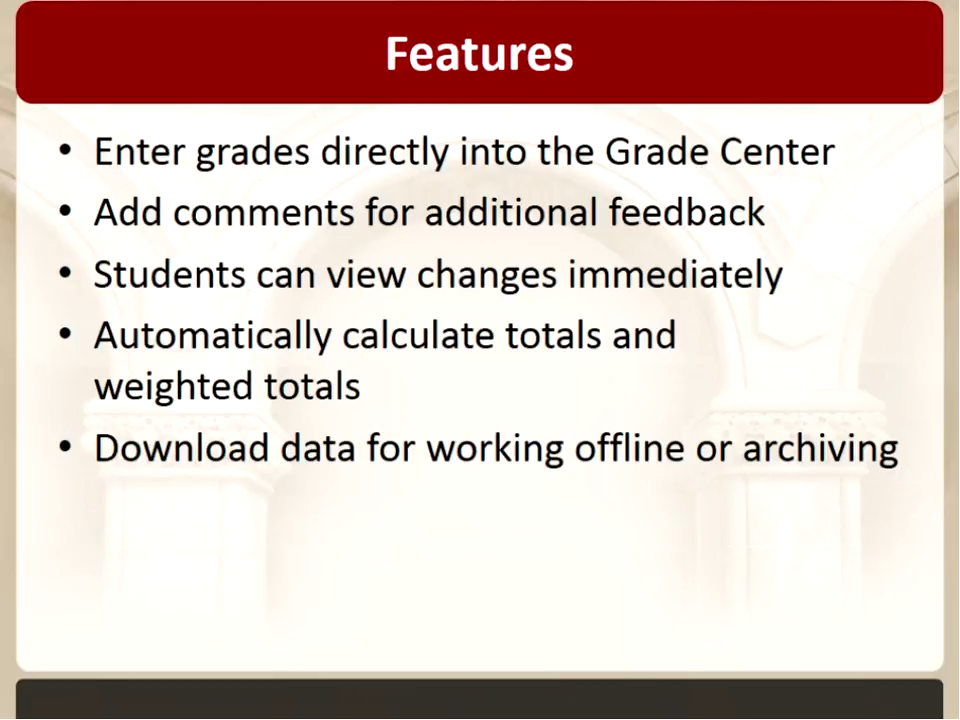 Features
• Enter grades directly into the Grade Center
• Add comments for additional feedback
• Students can view changes immediately
• Automatically calculate totals and
weighted totals
• Download data for working offline or archiving